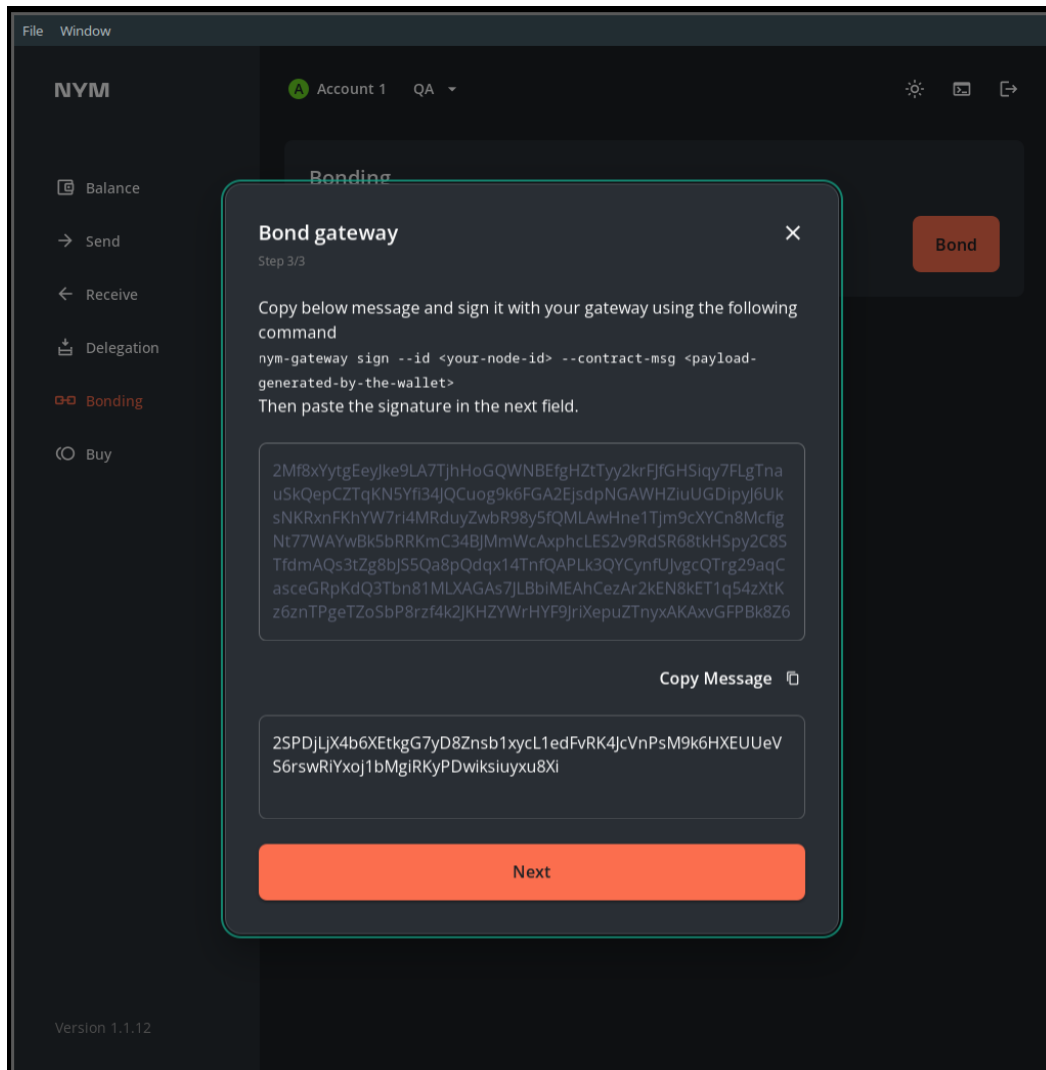 File Window
NYM
A Account 1 QA
Balance
Send
Receive
Delegation
Bonding
Buy
Version 1.1.12
Bonding
Bond
Bond gateway
Step 3/3
Copy below message and sign it with your gateway using the following
command
nym-gateway sign --id <your-node-id> --contract-msg <payload-
generated-by-the-wallet>
Then paste the signature in the next field.
2Mf8xYytgEeyJke9LA7TjhHoGQWNBEfgHZtTyy2krFJfGHSiqy7FLgTna
uSkQepCZTqKN5Yfi34JQCuog9k6FGA2EjsdpNGAWHZiuUGDipyJ6Uk
sNKRxnFKhYW7ri4MRduyZwbR98y5fQMLAwHne1Tjm9cXYCn8Mcfig
Nt77WAYwBk5bRRKmC34BJMmWcAxphcLES2v9RdSR68tkHSpy2C8S
TfdmAQs3tZg8bJS5Qa8pQdqx14TnfQAPLk3QYCynfUJvgcQTrg29aqC
asceGRpKdQ3Tbn81MLXAGAs7JLBbiMEAhCezAr2kEN8kET1q54zXtK
z6znTPgeTZoSbP8rzf4k2JKHZYWrHYF9JriXepuZTnyxAKAxvGFPBk8Z6
Copy Message
2SPDjLjX4b6XEtkgG7yD8Znsb1xycL1edFvRK4JcVnPsM9k6HXEUUeV
S6rswRiYxoj1bMgiRKyPDwiksiuyxu8Xi
Next